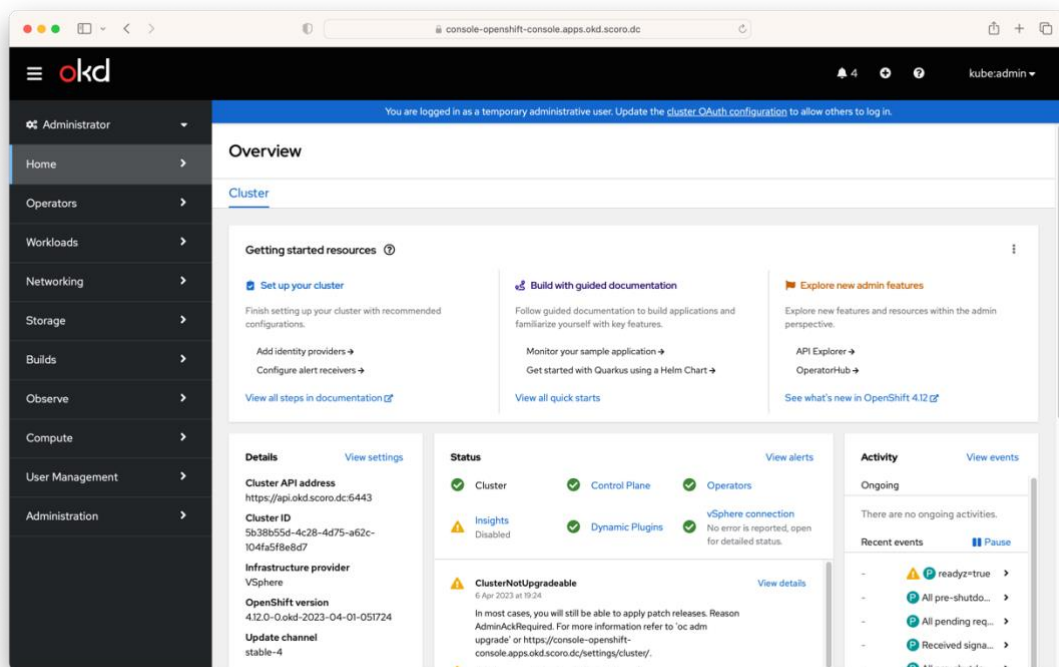 console-openshift-console.apps.okd.scoro.dc
okd
4
kube:admin
You are logged in as a temporary administrative user. Update the cluster OAuth configuration to allow others to log in.
Administrator
Home
Operators
Workloads
Networking
Storage
Builds
Observe
Compute
User Management
Administration
Overview
Cluster
Getting started resources
Set up your cluster
Finish setting up your cluster with recommended
configurations.
Add identity providers →
Configure alert receivers →
View all steps in documentation
Build with guided documentation
Follow guided documentation to build applications and
familiarize yourself with key features.
Monitor your sample application →
Get started with Quarkus using a Helm Chart →
View all quick starts
Explore new admin features
Explore new features and resources within the admin
perspective.
API Explorer →
OperatorHub →
See what's new in OpenShift 4.12
Details View settings
Cluster API address
https://api.okd.scoro.dc:6443
Cluster ID
5b38b55d-4c28-4d75-a62c-
104fa5f8e8d7
Infrastructure provider
VSphere
OpenShift version
4.12.0-0.okd-2023-04-01-051724
Update channel
stable-4
Status View alerts
Cluster
Control Plane
Operators
Insights
Disabled
Dynamic Plugins
vSphere connection
No error is reported, open
for detailed status.
ClusterNotUpgradeable View details
6 Apr 2023 at 19:24
In most cases, you will still be able to apply patch releases. Reason
AdminAckRequired. For more information refer to 'oc adm
upgrade' or https://console-openshift-
console.apps.okd.scoro.dc/settings/cluster/.
Activity View events
Ongoing
There are no ongoing activities.
Recent events Pause
- P readyz=true
- P All pre-shutdo...
- P All pending req...
- P Received signa...